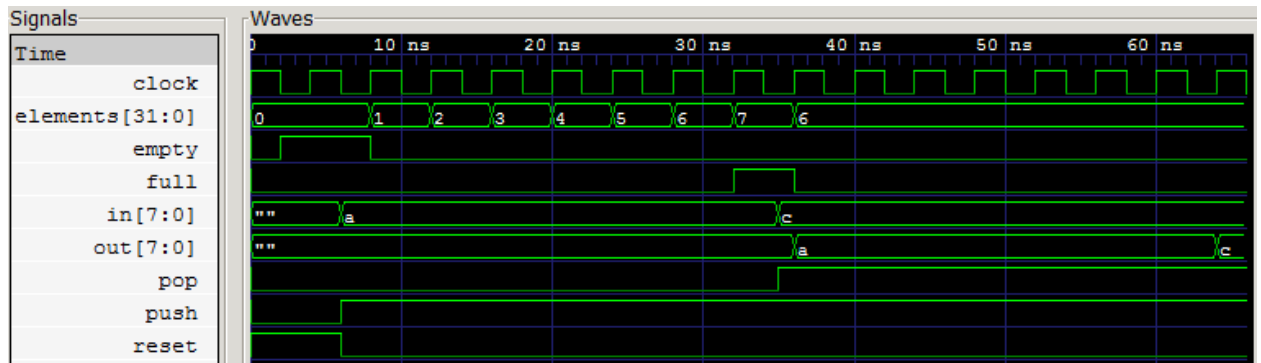 Signals
Waves
Time
0 10 ns 20 ns 30 ns 40 ns 50 ns 60 ns
clock
elements[31:0] 0 1 2 3 4 5 6 7 6
empty
full
in[7:0] "" a c
out[7:0] "" a c
pop
push
reset